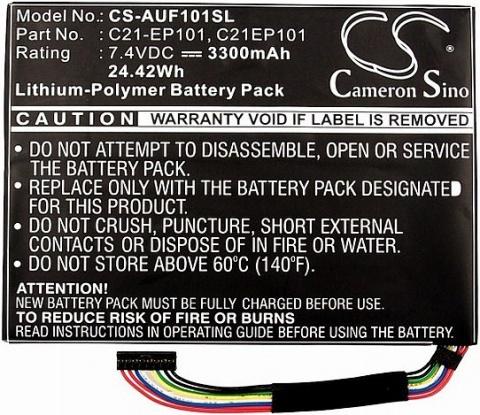 Model No.: CS-AUF101SL
Part No. : C21-EP101, C21EP101
Rating : 7.4VDC ⎓ 3300mAh
24.42Wh
Lithium-Polymer Battery Pack
CS
Cameron Sino
CAUTION WARRANTY VOID IF LABEL IS REMOVED
• DO NOT ATTEMPT TO DISASSEMBLE, OPEN OR SERVICE
THE BATTERY PACK.
• REPLACE ONLY WITH THE BATTERY PACK DESIGNATED
FOR THIS PRODUCT.
• DO NOT CRUSH, PUNCTURE, SHORT EXTERNAL
CONTACTS OR DISPOSE OF IN FIRE OR WATER.
• DO NOT STORE ABOVE 60°C (140°F).
ATTENTION!
NEW BATTERY PACK MUST BE FULLY CHARGED BEFORE USE
TO REDUCE RISK OF FIRE OR BURNS
READ INSTRUCTIONS IN OPERATING GUIDE BEFORE USING BATTERY